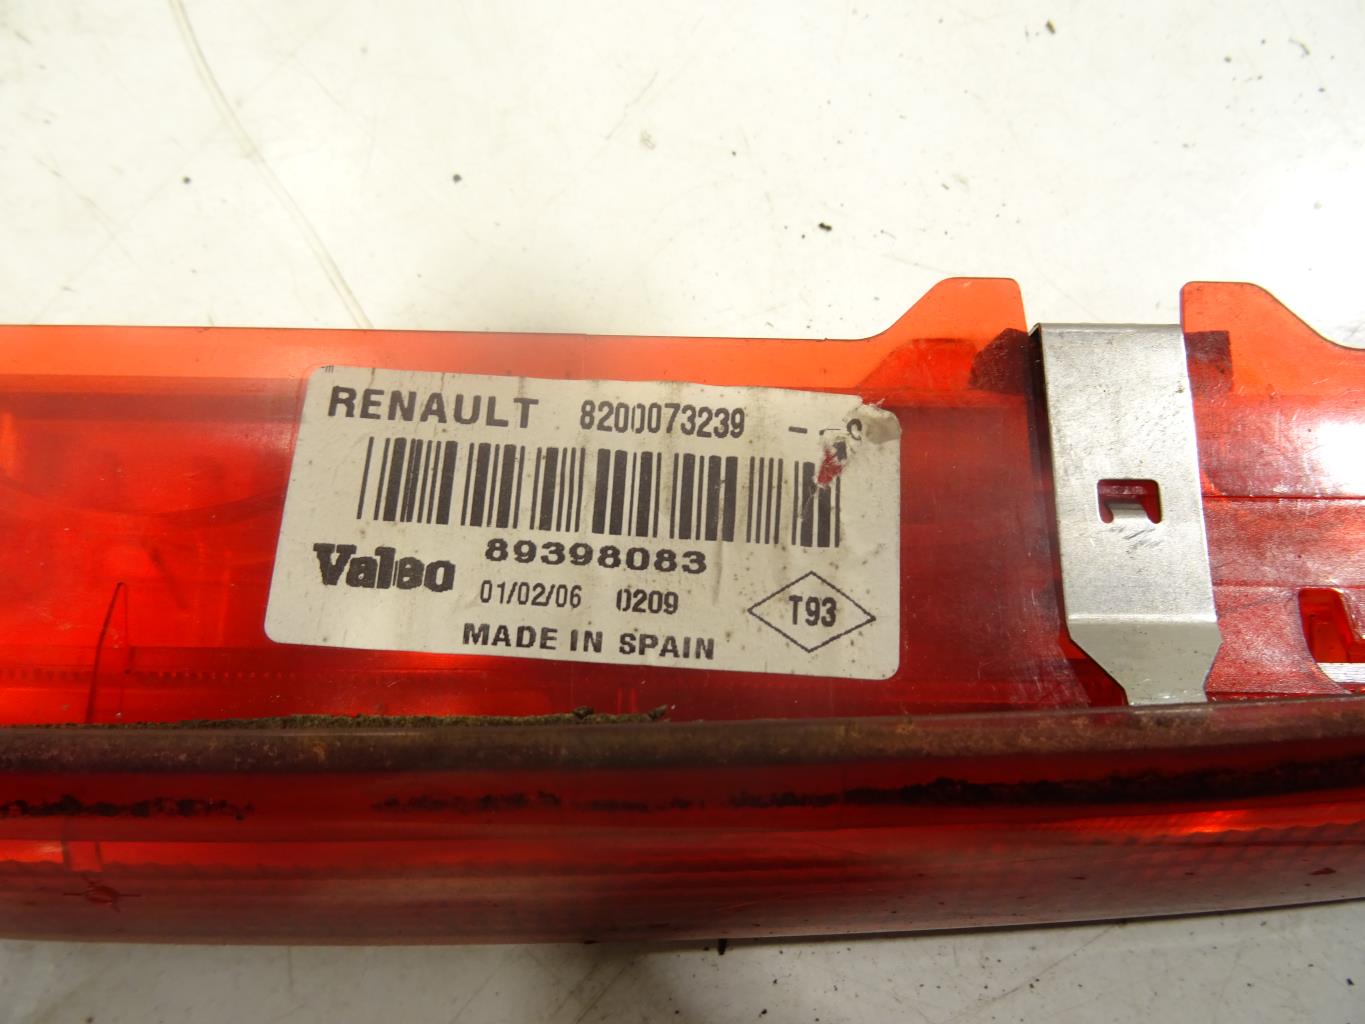 RENAULT 8200073239 --C
89398083
Valeo 01/02/06 0209
T93
MADE IN SPAIN